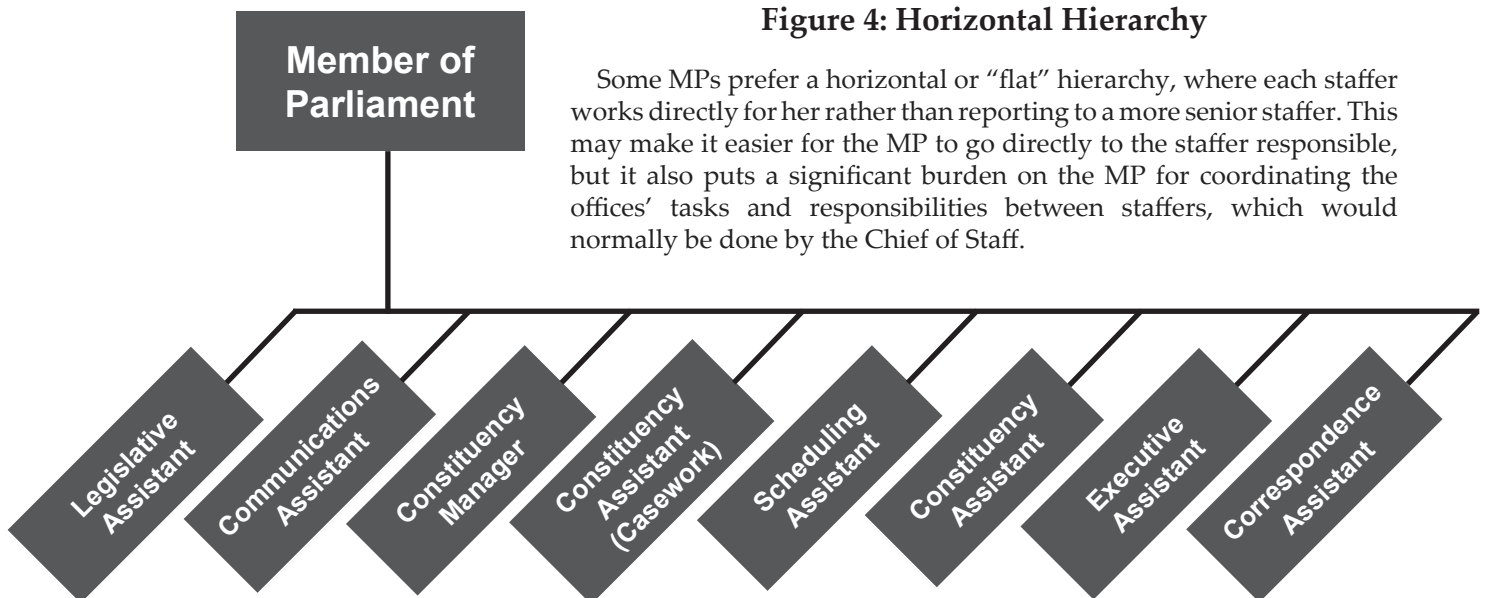 Member of
Parliament
Figure 4: Horizontal Hierarchy
Some MPs prefer a horizontal or “flat” hierarchy, where each staffer
works directly for her rather than reporting to a more senior staffer. This
may make it easier for the MP to go directly to the staffer responsible,
but it also puts a significant burden on the MP for coordinating the
offices’ tasks and responsibilities between staffers, which would
normally be done by the Chief of Staff.
Legislative
Assistant
Communications
Assistant
Constituency
Manager
Constituency
Assistant
(Casework)
Scheduling
Assistant
Constituency
Assistant
Executive
Assistant
Correspondence
Assistant